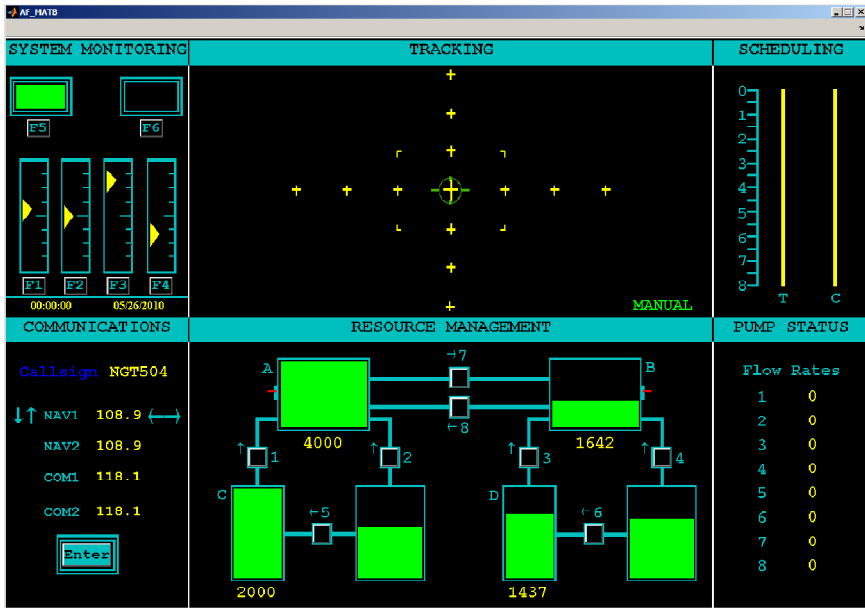 AF_MATB
SYSTEM MONITORING
TRACKING
SCHEDULING
F5
F6
F1
F2
F3
F4
00:00:00
05/26/2010
MANUAL
0
1
2
3
4
5
6
7
8
T
C
COMMUNICATIONS
RESOURCE MANAGEMENT
PUMP STATUS
Callsign NGT504
↓↑ NAV1 108.9 ←→
NAV2 108.9
COM1 118.1
COM2 118.1
Enter
A
→7
B
←8
4000
1642
↑1
↑2
↑3
↑4
C
←5
D
←6
2000
1437
Flow Rates
1 0
2 0
3 0
4 0
5 0
6 0
7 0
8 0